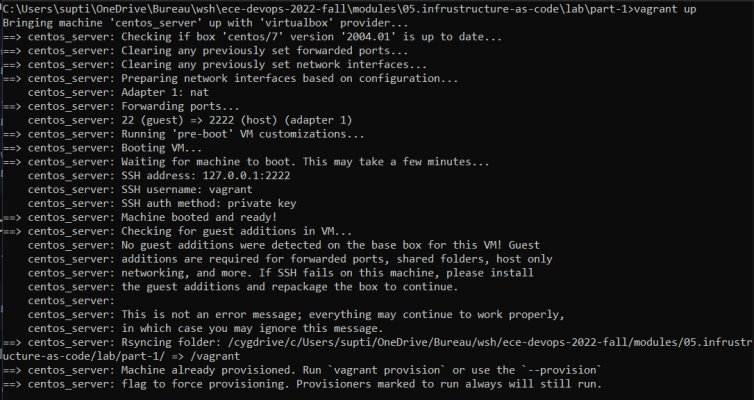 C:\Users\supti\OneDrive\Bureau\wsh\ece-devops-2022-fall\modules\05.infrustructure-as-code\lab\part-1>vagrant up
Bringing machine 'centos_server' up with 'virtualbox' provider...
==> centos_server: Checking if box 'centos/7' version '2004.01' is up to date...
==> centos_server: Clearing any previously set forwarded ports...
==> centos_server: Clearing any previously set network interfaces...
==> centos_server: Preparing network interfaces based on configuration...
    centos_server: Adapter 1: nat
==> centos_server: Forwarding ports...
    centos_server: 22 (guest) => 2222 (host) (adapter 1)
==> centos_server: Running 'pre-boot' VM customizations...
==> centos_server: Booting VM...
==> centos_server: Waiting for machine to boot. This may take a few minutes...
    centos_server: SSH address: 127.0.0.1:2222
    centos_server: SSH username: vagrant
    centos_server: SSH auth method: private key
==> centos_server: Machine booted and ready!
==> centos_server: Checking for guest additions in VM...
    centos_server: No guest additions were detected on the base box for this VM! Guest
    centos_server: additions are required for forwarded ports, shared folders, host only
    centos_server: networking, and more. If SSH fails on this machine, please install
    centos_server: the guest additions and repackage the box to continue.
    centos_server:
    centos_server: This is not an error message; everything may continue to work properly,
    centos_server: in which case you may ignore this message.
==> centos_server: Rsyncing folder: /cygdrive/c/Users/supti/OneDrive/Bureau/wsh/ece-devops-2022-fall/modules/05.infrustr
ucture-as-code/lab/part-1/ => /vagrant
==> centos_server: Machine already provisioned. Run `vagrant provision` or use the `--provision`
==> centos_server: flag to force provisioning. Provisioners marked to run always will still run.